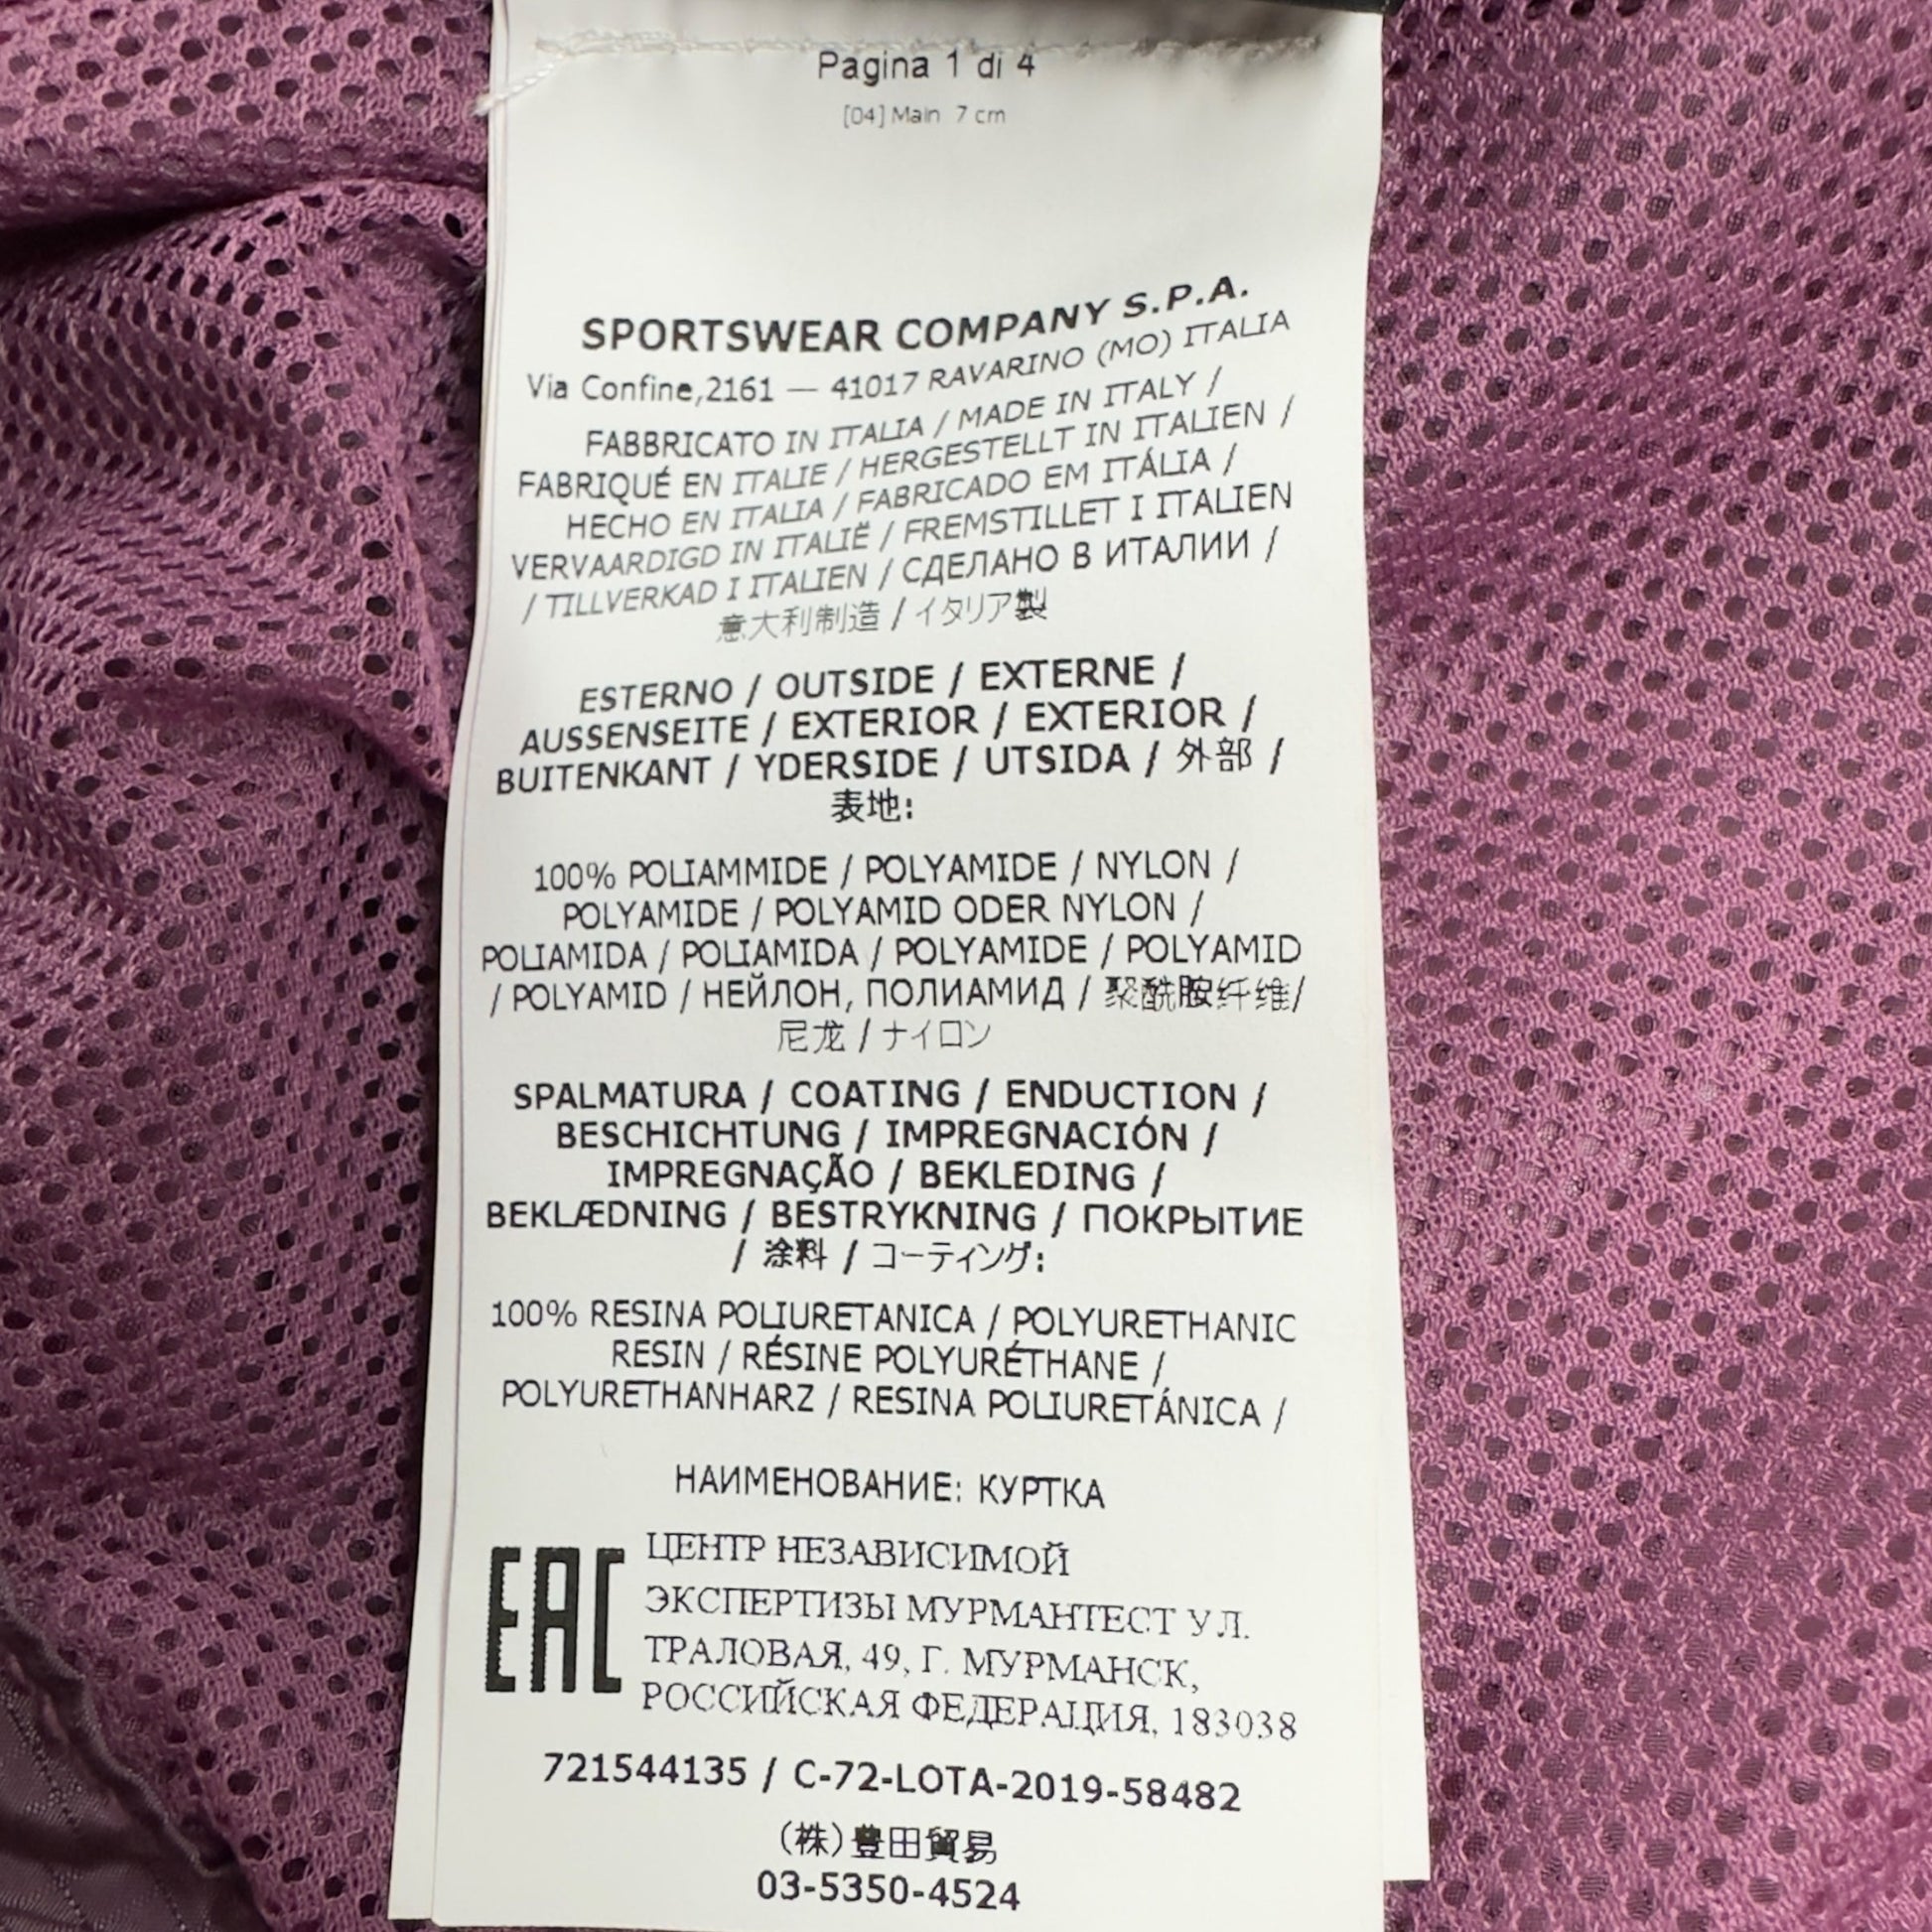 Pagina 1 di 4
[04] Main 7 cm
SPORTSWEAR COMPANY S.P.A.
Via Confine,2161 — 41017 RAVARINO (MO) ITALIA
FABBRICATO IN ITALIA / MADE IN ITALY /
FABRIQUÉ EN ITALIE / HERGESTELLT IN ITALIEN /
HECHO EN ITALIA / FABRICADO EM ITÁLIA /
VERVAARDIGD IN ITALIË / FREMSTILLET I ITALIEN
/ TILLVERKAD I ITALIEN / СДЕЛАНО В ИТАЛИИ /
意大利制造 / イタリア製
ESTERNO / OUTSIDE / EXTERNE /
AUSSENSEITE / EXTERIOR / EXTERIOR /
BUITENKANT / YDERSIDE / UTSIDA / 外部 /
表地:
100% POLIAMMIDE / POLYAMIDE / NYLON /
POLYAMIDE / POLYAMID ODER NYLON /
POLIAMIDA / POLIAMIDA / POLYAMIDE / POLYAMID
/ POLYAMID / НЕЙЛОН, ПОЛИАМИД / 聚酰胺纤维/
尼龙 / ナイロン
SPALMATURA / COATING / ENDUCTION /
BESCHICHTUNG / IMPREGNACIÓN /
IMPREGNAÇÃO / BEKLEDING /
BEKLÆDNING / BESTRYKNING / ПОКРЫТИЕ
/ 涂料 / コーティング:
100% RESINA POLIURETANICA / POLYURETHANIC
RESIN / RÉSINE POLYURÉTHANE /
POLYURETHANHARZ / RESINA POLIURETÁNICA /
НАИМЕНОВАНИЕ: КУРТКА
EAC
ЦЕНТР НЕЗАВИСИМОЙ
ЭКСПЕРТИЗЫ МУРМАНТЕСТ УЛ.
ТРАЛОВАЯ, 49, Г. МУРМАНСК,
РОССИЙСКАЯ ФЕДЕРАЦИЯ, 183038
721544135 / C-72-LOTA-2019-58482
(株)豊田貿易
03-5350-4524